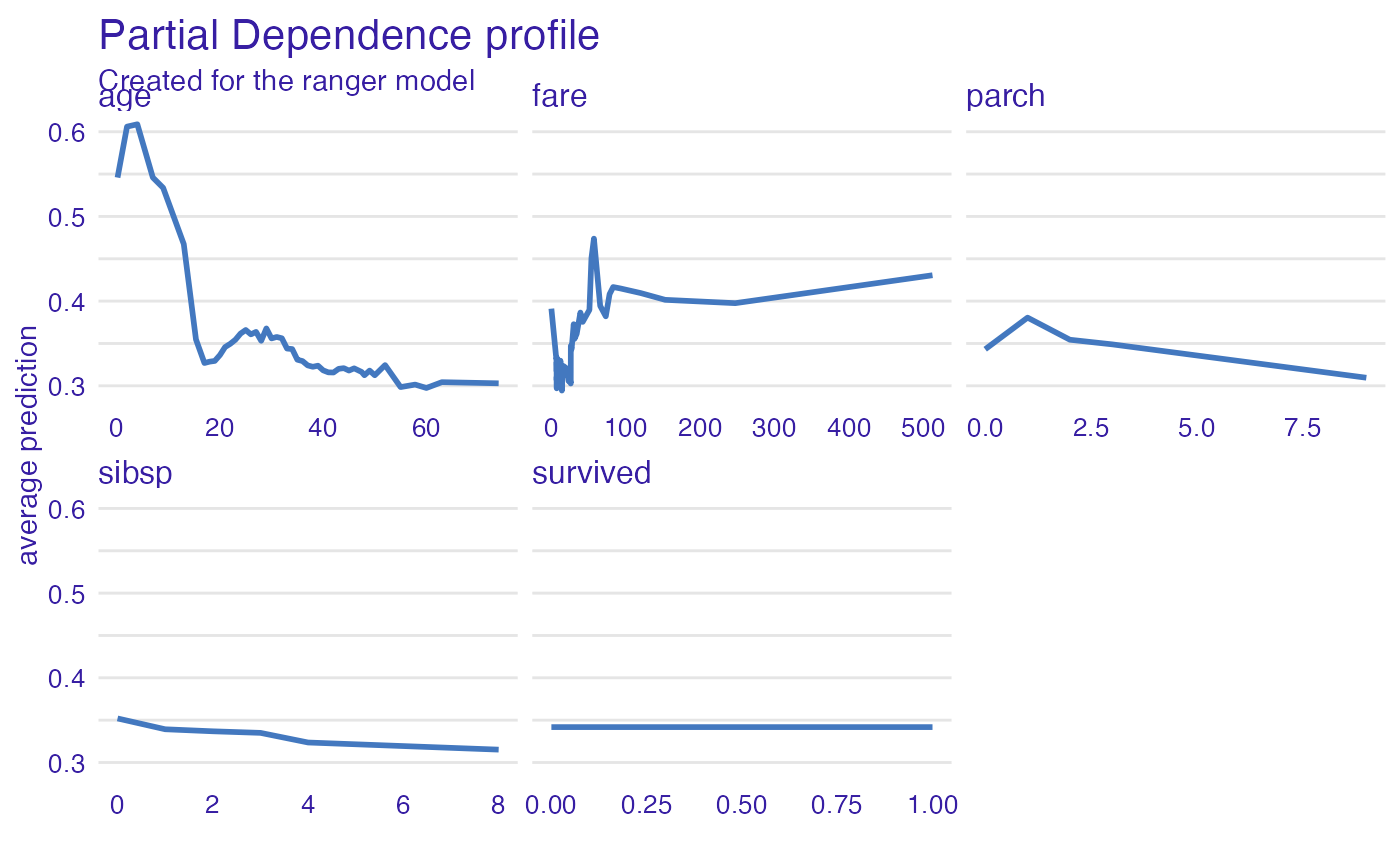 Partial Dependence profile
Created for the ranger model
age
fare
parch
0.6
0.5
0.4
0.3
0 20 40 60
0 100 200 300 400 500
0.0 2.5 5.0 7.5
average prediction
sibsp
survived
0.6
0.5
0.4
0.3
0 2 4 6 8
0.00 0.25 0.50 0.75 1.00